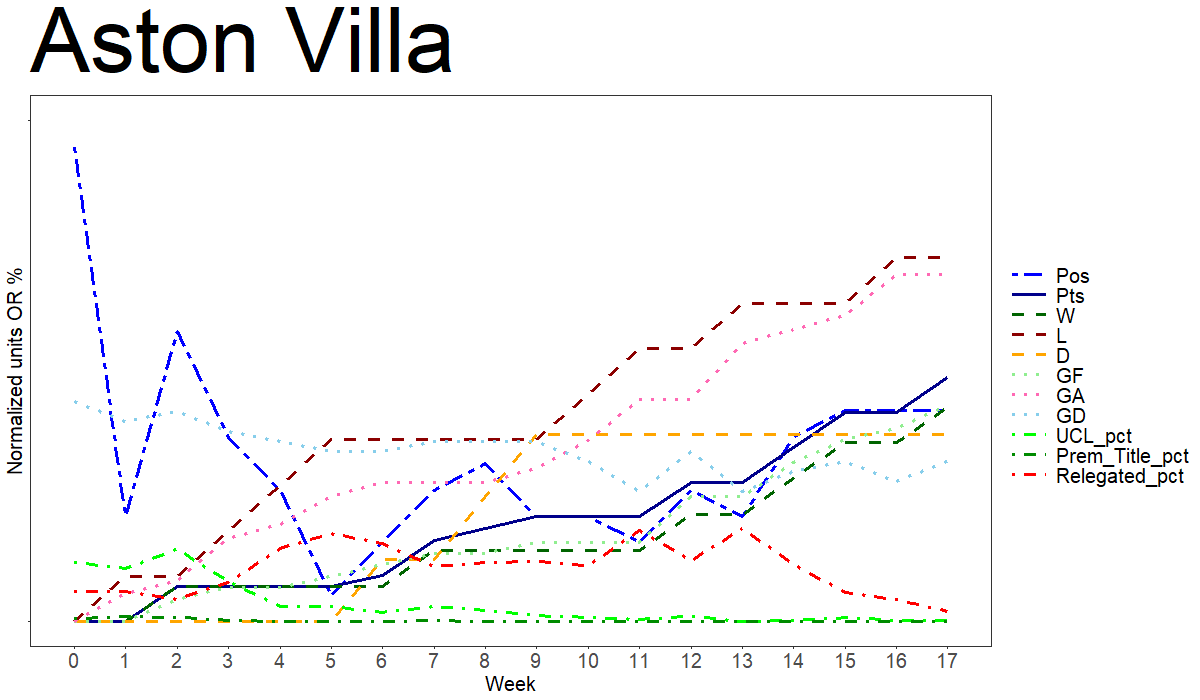 Aston Villa
Normalized units OR %
0 1 2 3 4 5 6 7 8 9 10 11 12 13 14 15 16 17
Week
Pos
Pts
W
L
D
GF
GA
GD
UCL_pct
Prem_Title_pct
Relegated_pct